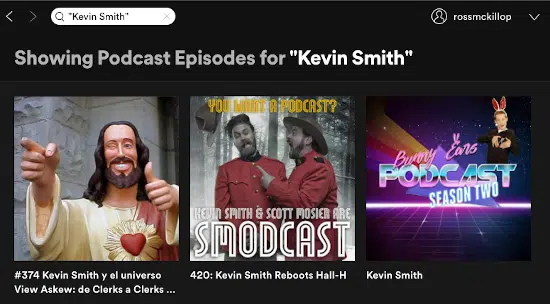 "Kevin Smith"
rossmckillop
Showing Podcast Episodes for "Kevin Smith"
YOU WANT A PODCAST?
KEVIN SMITH & SCOTT MOSIER ARE
SMODCAST
Bunny Ears
PODCAST
SEASON TWO
#374 Kevin Smith y el universo
View Askew: de Clerks a Clerks ...
420: Kevin Smith Reboots Hall-H
Kevin Smith